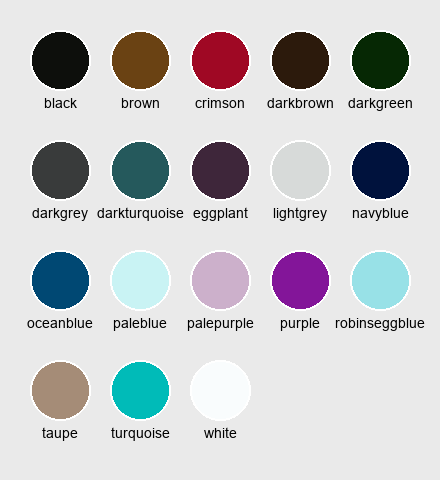 black brown crimson darkbrown darkgreen
darkgrey darkturquoise eggplant lightgrey navyblue
oceanblue paleblue palepurple purple robinseggblue
taupe turquoise white